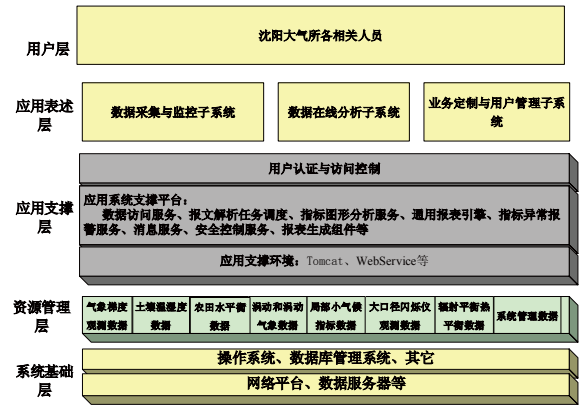 用户层
沈阳大气所各相关人员
应用表述
层
数据采集与监控子系统
数据在线分析子系统
业务定制与用户管理子系
统
应用支撑
层
用户认证与访问控制
应用系统支撑平台：
数据访问服务、报文解析任务调度、指标图形分析服务、通用报表引擎、指标异常报
警服务、消息服务、安全控制服务、报表生成组件等
应用支撑环境：Tomcat、WebService等
资源管理
层
气象梯度
观测数据
土壤温湿度
数据
农田水平衡
数据
涡动和涡动
气象数据
局部小气候
指标数据
大口径闪烁仪
观测数据
辐射平衡热
平衡数据
系统管理数据
系统基础
层
操作系统、数据库管理系统、其它
网络平台、数据服务器等